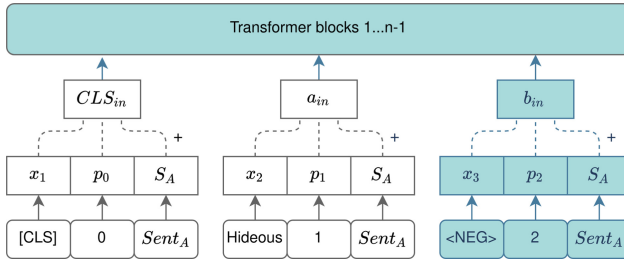 Transformer blocks 1...n-1
CLS_in a_in b_in
+ + +
x_1 p_0 S_A x_2 p_1 S_A x_3 p_2 S_A
[CLS] 0 Sent_A Hideous 1 Sent_A <NEG> 2 Sent_A